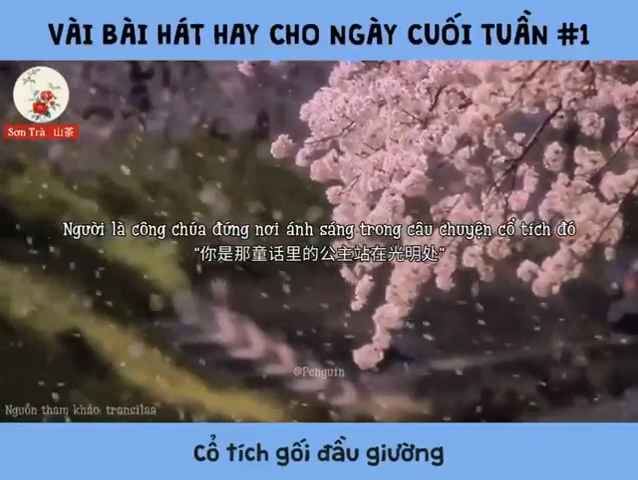 VÀI BÀI HÁT HAY CHO NGÀY CUỐI TUẦN #1
Sơn Trà 山茶
Người là công chúa đứng nơi ánh sáng trong câu chuyện cổ tích đó
"你是那童话里的公主站在光明处"
@Penguin
Nguồn tham khảo: transilaa
Cổ tích gối đầu giường